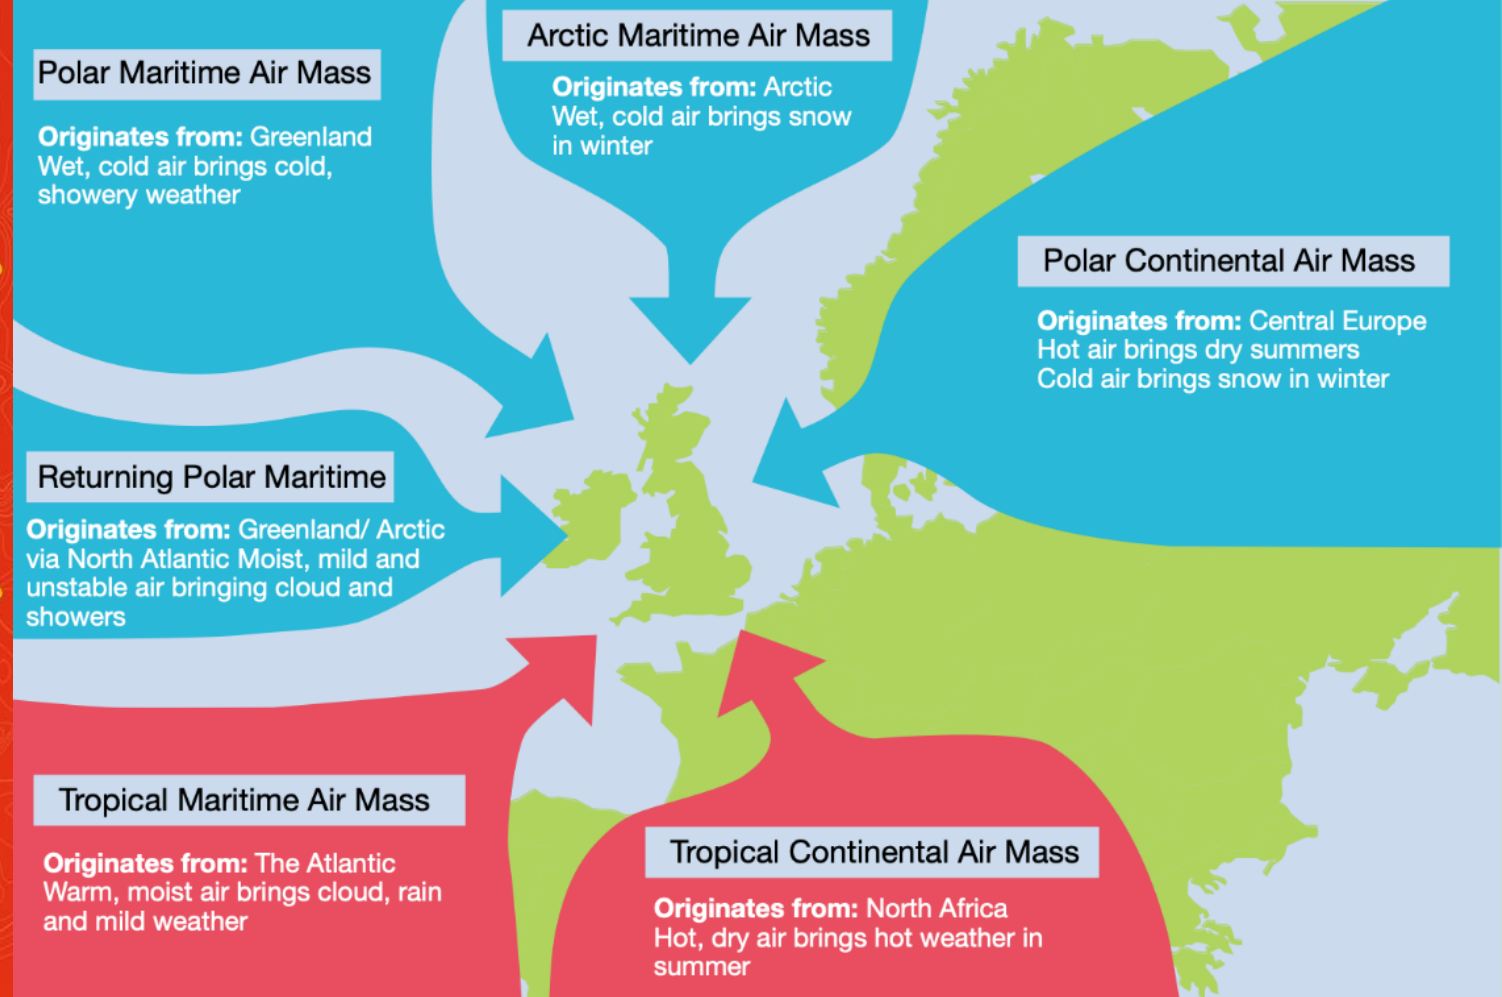 Polar Maritime Air Mass
Originates from: Greenland
Wet, cold air brings cold,
showery weather
Arctic Maritime Air Mass
Originates from: Arctic
Wet, cold air brings snow
in winter
Polar Continental Air Mass
Originates from: Central Europe
Hot air brings dry summers
Cold air brings snow in winter
Returning Polar Maritime
Originates from: Greenland/ Arctic
via North Atlantic Moist, mild and
unstable air bringing cloud and
showers
Tropical Maritime Air Mass
Originates from: The Atlantic
Warm, moist air brings cloud, rain
and mild weather
Tropical Continental Air Mass
Originates from: North Africa
Hot, dry air brings hot weather in
summer